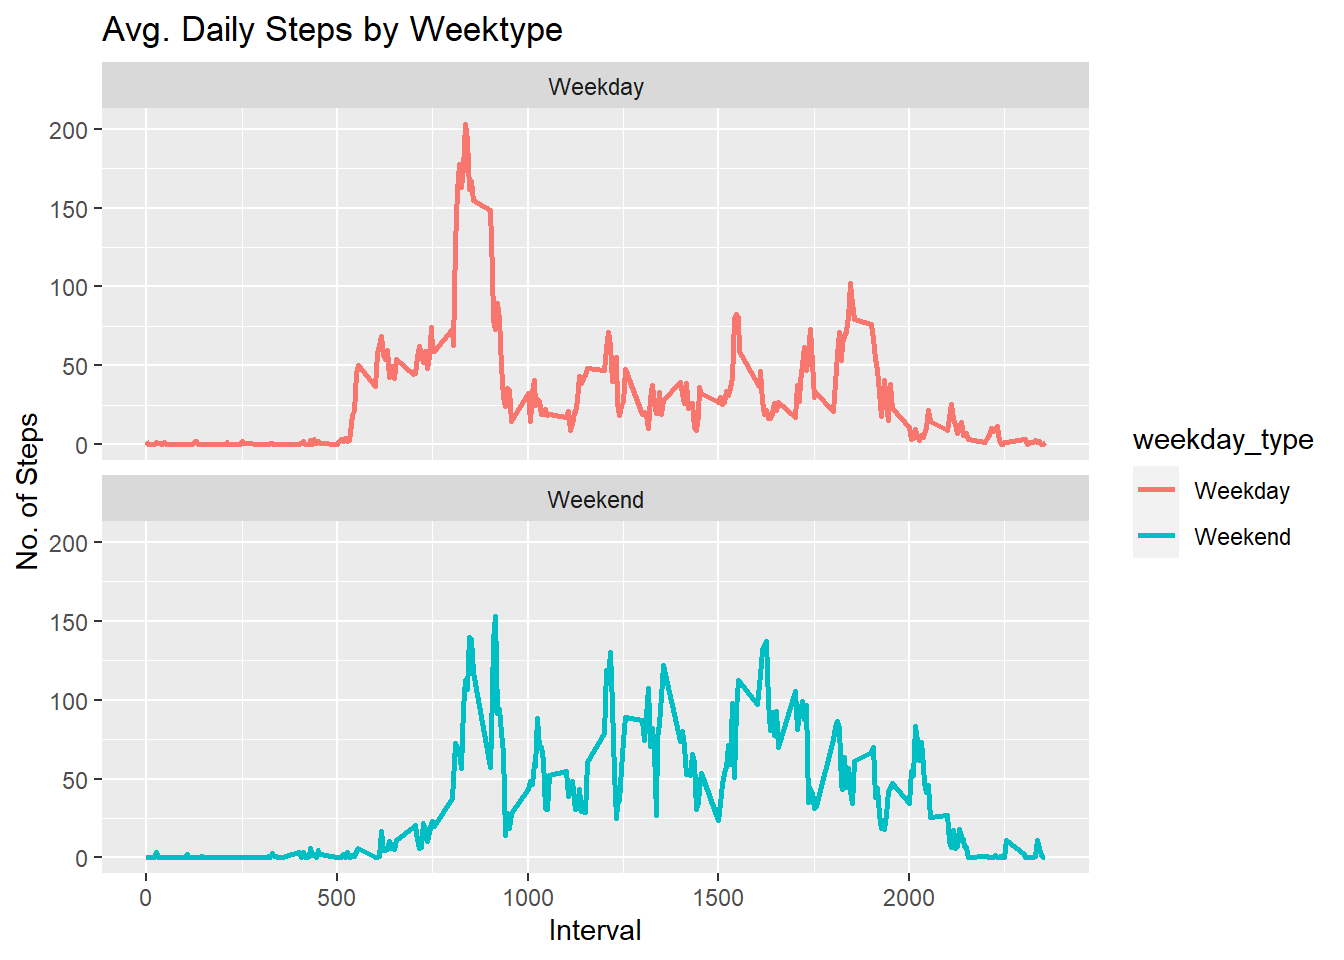 Avg. Daily Steps by Weektype
Weekday
200
150
100
50
0
Weekend
200
150
100
50
0
0 500 1000 1500 2000
Interval
No. of Steps
weekday_type
Weekday
Weekend